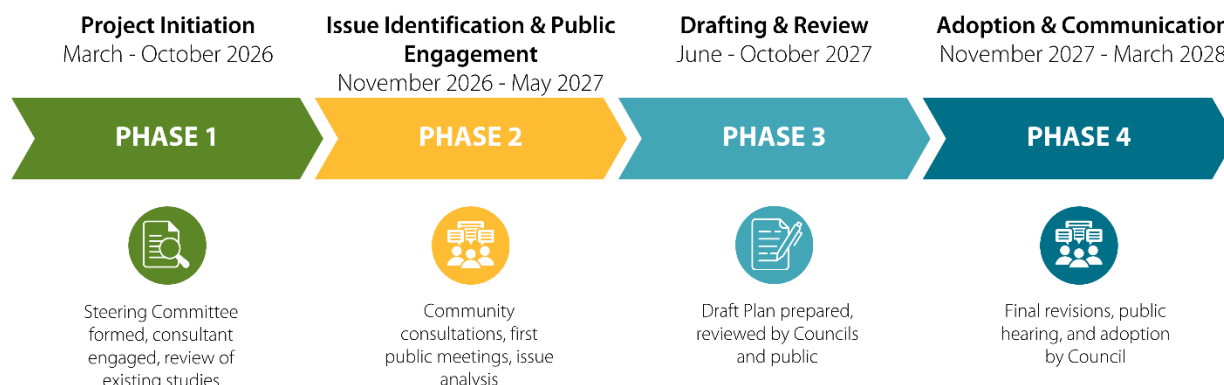 Project Initiation
March - October 2026
Issue Identification & Public
Engagement
November 2026 - May 2027
Drafting & Review
June - October 2027
Adoption & Communication
November 2027 - March 2028
PHASE 1
PHASE 2
PHASE 3
PHASE 4
Steering Committee
formed, consultant
engaged, review of
existing studies
Community
consultations, first
public meetings, issue
analysis
Draft Plan prepared,
reviewed by Councils
and public
Final revisions, public
hearing, and adoption
by Council